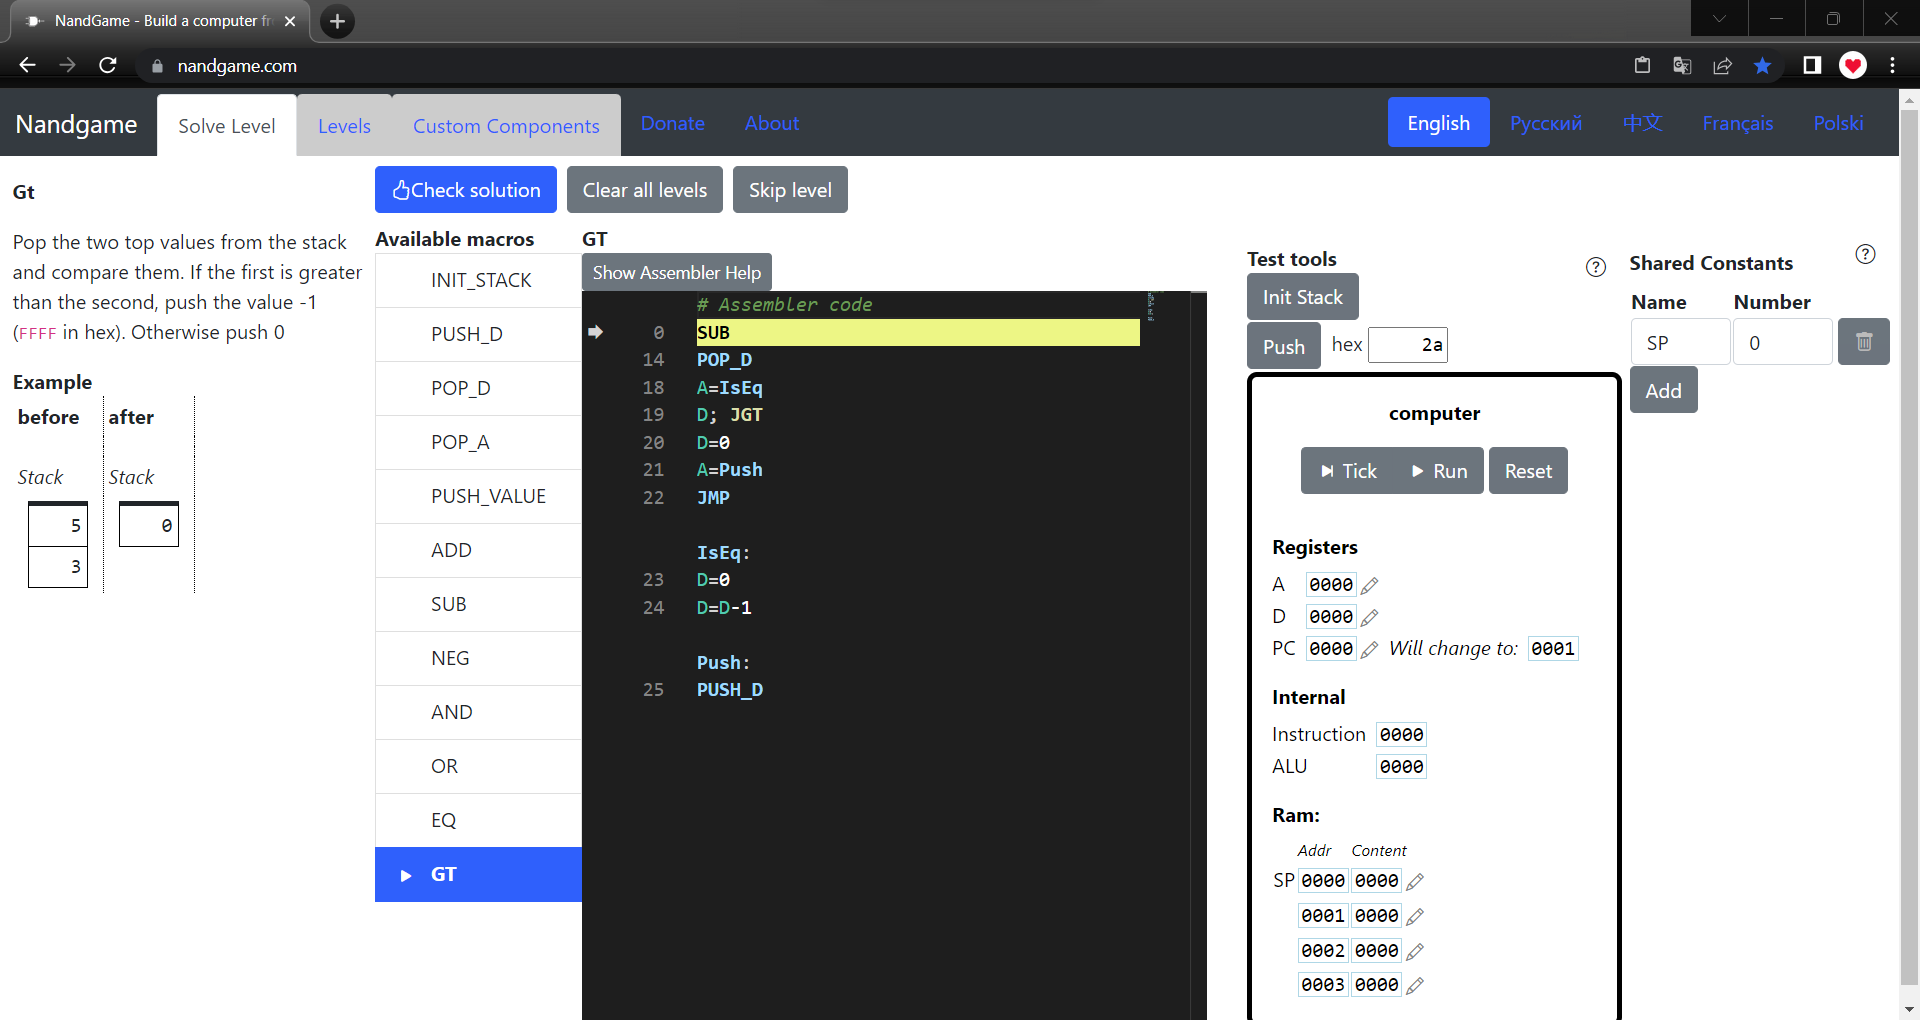 NandGame - Build a computer fr
nandgame.com
Nandgame
Solve Level
Levels
Custom Components
Donate
About
English
Русский
中文
Français
Polski
Gt
Pop the two top values from the stack
and compare them. If the first is greater
than the second, push the value -1
(FFFF in hex). Otherwise push 0
Example
before after
Stack Stack
5 0
3
Check solution
Clear all levels
Skip level
Available macros
INIT_STACK
PUSH_D
POP_D
POP_A
PUSH_VALUE
ADD
SUB
NEG
AND
OR
EQ
GT
GT
Show Assembler Help
# Assembler code
0 SUB
14 POP_D
18 A=IsEq
19 D; JGT
20 D=0
21 A=Push
22 JMP
IsEq:
23 D=0
24 D=D-1
Push:
25 PUSH_D
Test tools
Init Stack
Push hex 2a
computer
Tick Run Reset
Registers
A 0000
D 0000
PC 0000 Will change to: 0001
Internal
Instruction 0000
ALU 0000
Ram:
Addr Content
SP 0000 0000
0001 0000
0002 0000
0003 0000
Shared Constants
Name Number
SP 0
Add